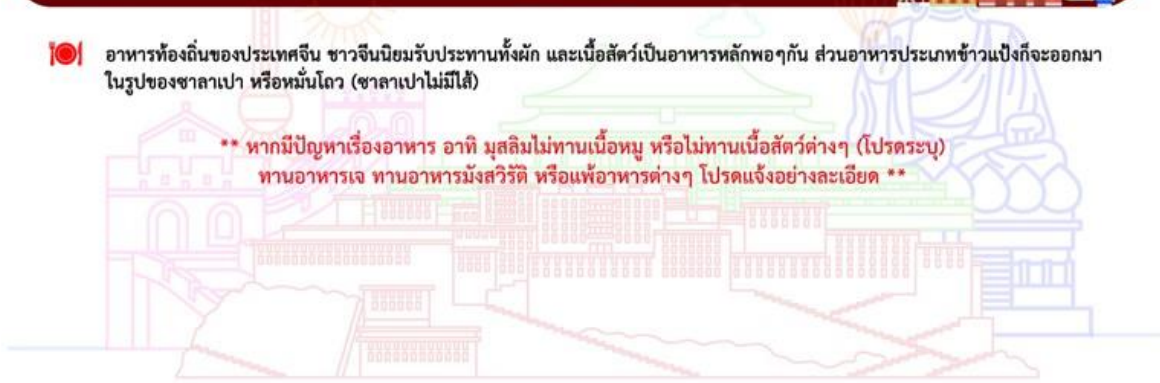 อาหารท้องถิ่นของประเทศจีน ชาวจีนนิยมรับประทานทั้งผัก และเนื้อสัตว์เป็นอาหารหลักพอๆกัน ส่วนอาหารประเภทข้าวแป้งก็จะออกมา
ในรูปของซาลาเปา หรือหมั่นโถว (ซาลาเปาไม่มีไส้)
** หากมีปัญหาเรื่องอาหาร อาทิ มุสลิมไม่ทานเนื้อหมู หรือไม่ทานเนื้อสัตว์ต่างๆ (โปรดระบุ)
ทานอาหารเจ ทานอาหารมังสวิรัติ หรือแพ้อาหารต่างๆ โปรดแจ้งอย่างละเอียด **